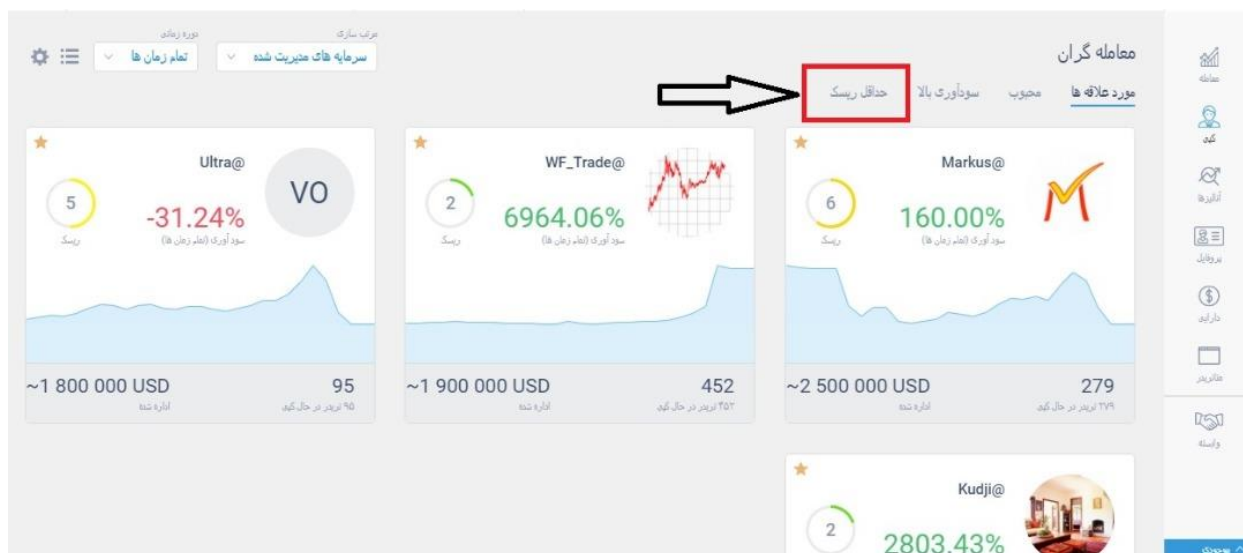 مرتب سازی
دوره زمانی
سرمایه های مدیریت شده
تمام زمان ها
معامله گران
مورد علاقه ها
محبوب
سودآوری بالا
حداقل ریسک
معامله
کپی
آنالیزها
پروفایل
دارایی
متاتریدر
وابسته
Markus@
160.00%
سود آوری (تمام زمان ها)
6
ریسک
279
۲۷۹ تریدر در حال کپی
~2 500 000 USD
اداره شده
WF_Trade@
6964.06%
سود آوری (تمام زمان ها)
2
ریسک
452
۴۵۲ تریدر در حال کپی
~1 900 000 USD
اداره شده
Ultra@
VO
-31.24%
سود آوری (تمام زمان ها)
5
ریسک
95
۹۵ تریدر در حال کپی
~1 800 000 USD
اداره شده
Kudji@
2803.43%
2